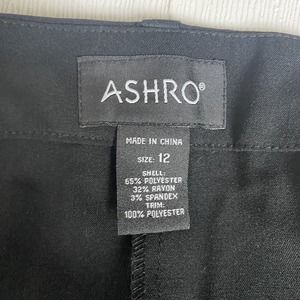 ASHRO®
MADE IN CHINA
SIZE: 12
SHELL:
65% POLYESTER
32% RAYON
3% SPANDEX
TRIM:
100% POLYESTER